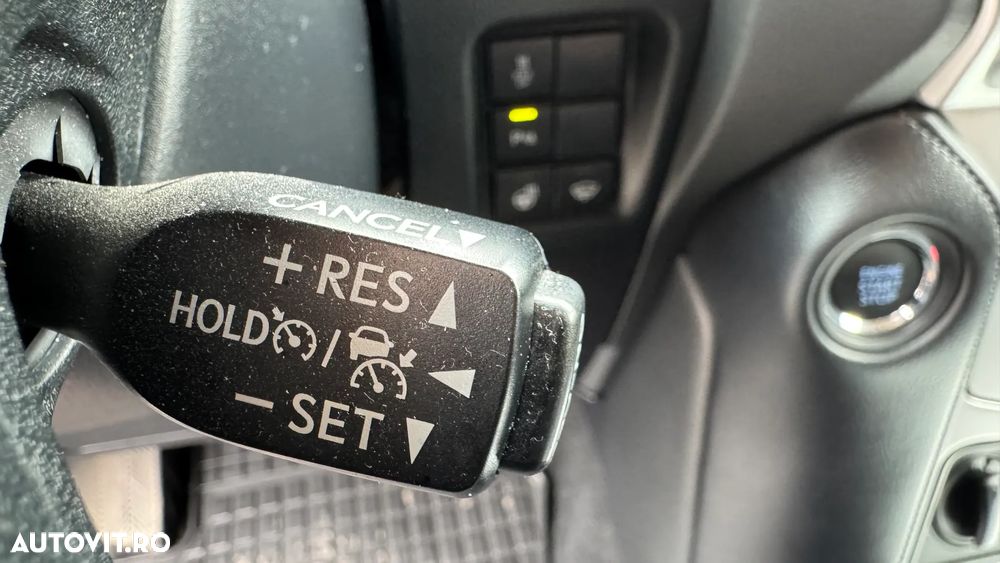 CANCEL
+ RES
HOLD /
- SET
ENGINE
START
STOP
AUTOVIT.RO